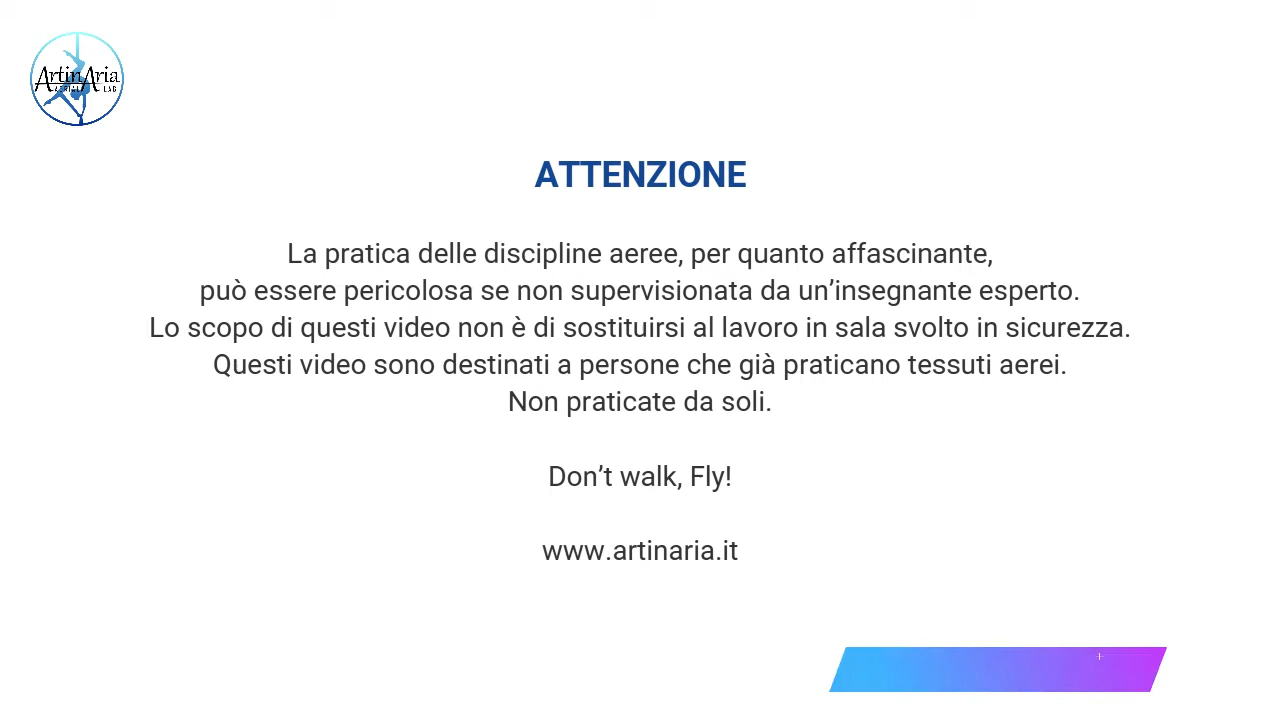 ArtinAria
AERIAL LAB
ATTENZIONE
La pratica delle discipline aeree, per quanto affascinante,
può essere pericolosa se non supervisionata da un’insegnante esperto.
Lo scopo di questi video non è di sostituirsi al lavoro in sala svolto in sicurezza.
Questi video sono destinati a persone che già praticano tessuti aerei.
Non praticate da soli.
Don’t walk, Fly!
www.artinaria.it